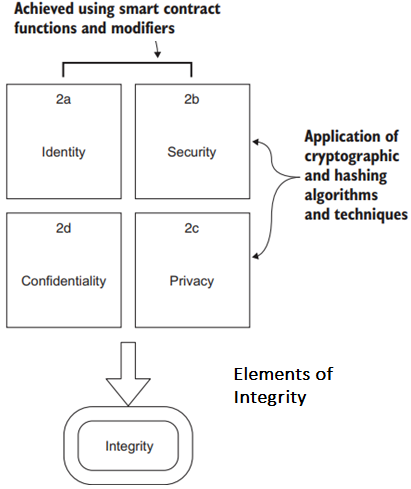 Achieved using smart contract
functions and modifiers
2a
2b
Identity
Security
Application of
cryptographic
and hashing
algorithms
and techniques
2d
2c
Confidentiality
Privacy
Elements of
Integrity
Integrity